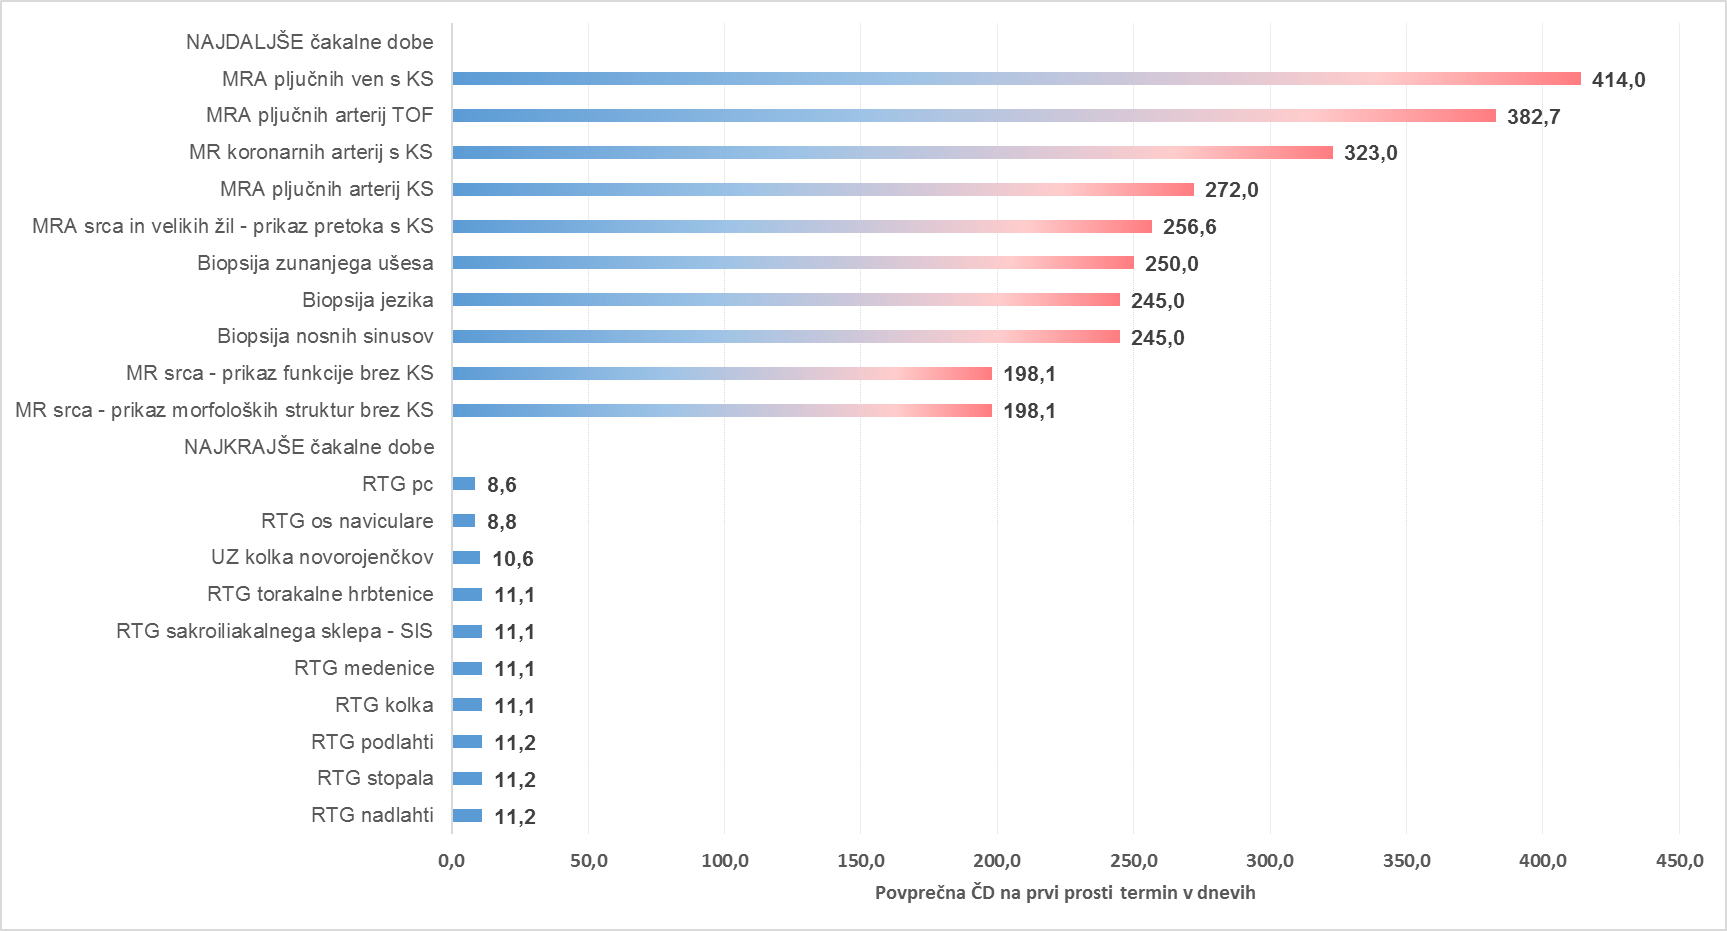 NAJDALJŠE čakalne dobe
MRA pljučnih ven s KS 414,0
MRA pljučnih arterij TOF 382,7
MR koronarnih arterij s KS 323,0
MRA pljučnih arterij KS 272,0
MRA srca in velikih žil - prikaz pretoka s KS 256,6
Biopsija zunanjega ušesa 250,0
Biopsija jezika 245,0
Biopsija nosnih sinusov 245,0
MR srca - prikaz funkcije brez KS 198,1
MR srca - prikaz morfoloških struktur brez KS 198,1
NAJKRAJŠE čakalne dobe
RTG pc 8,6
RTG os naviculare 8,8
UZ kolka novorojenčkov 10,6
RTG torakalne hrbtenice 11,1
RTG sakroiliakalnega sklepa - SIS 11,1
RTG medenice 11,1
RTG kolka 11,1
RTG podlahti 11,2
RTG stopala 11,2
RTG nadlahti 11,2
0,0 50,0 100,0 150,0 200,0 250,0 300,0 350,0 400,0 450,0
Povprečna ČD na prvi prosti termin v dnevih